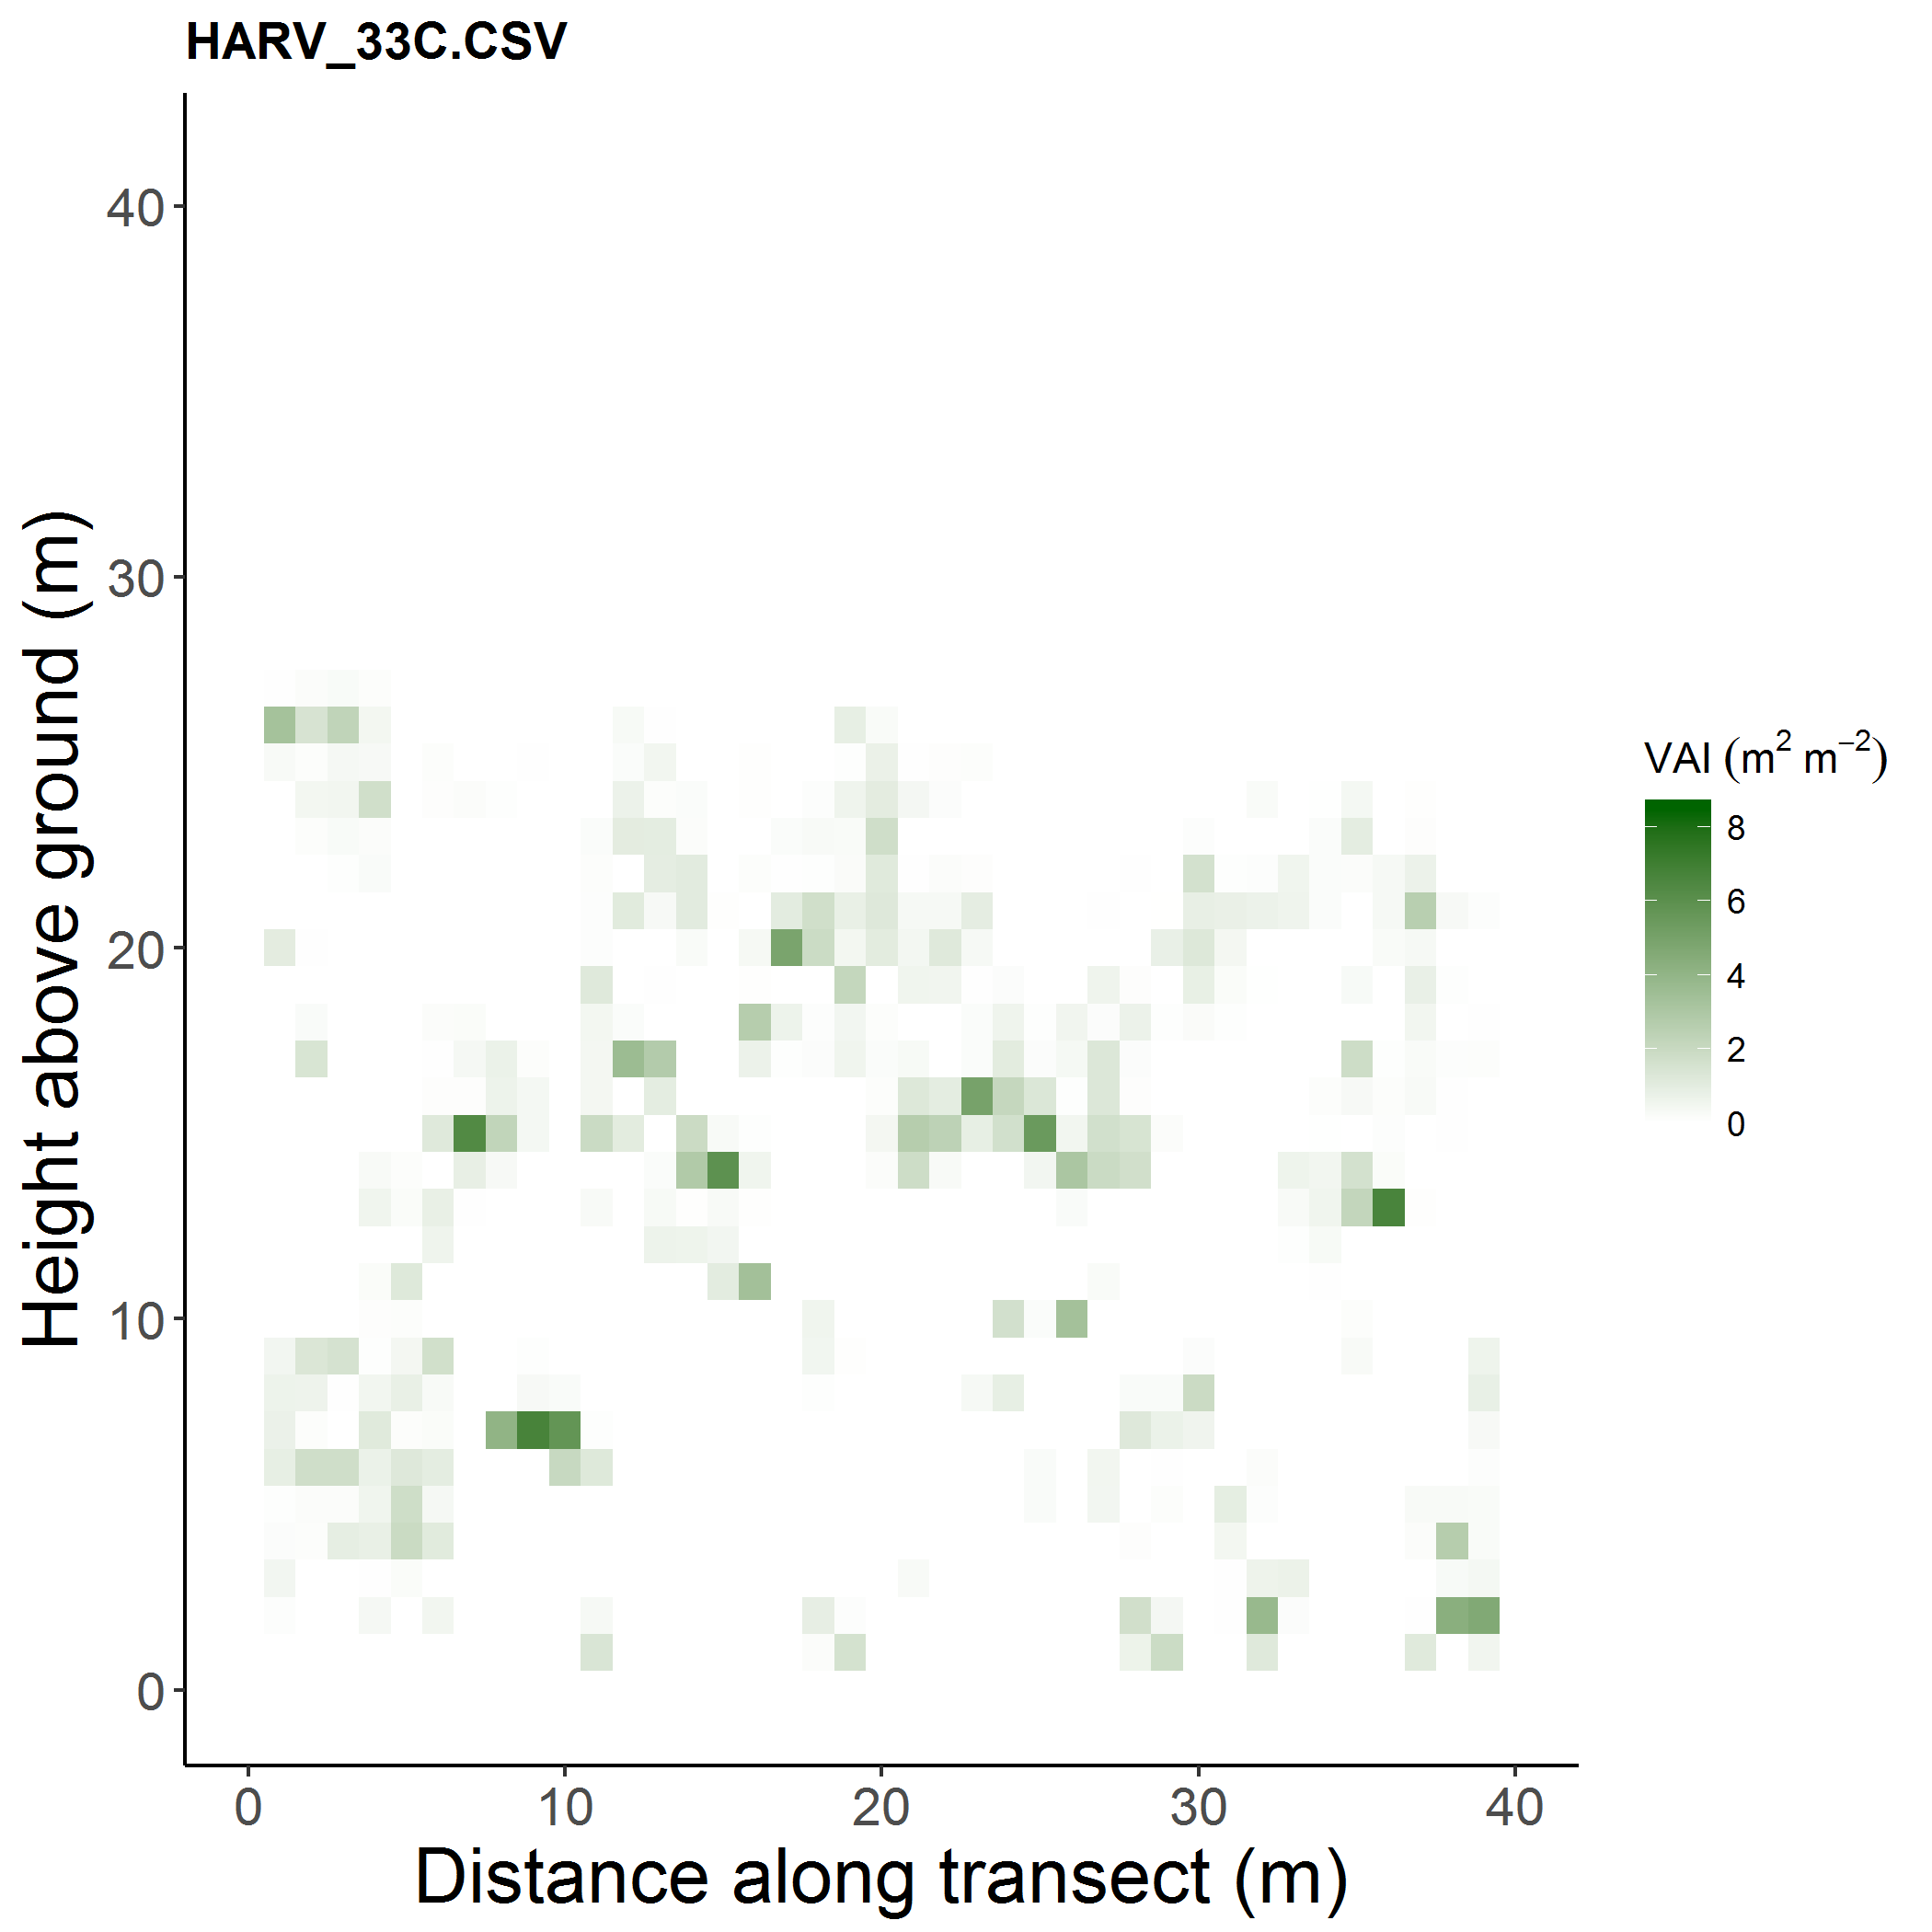 HARV_33C.CSV
40
30
20
10
0
Height above ground (m)
0 10 20 30 40
Distance along transect (m)
VAI (m² m⁻²)
8
6
4
2
0